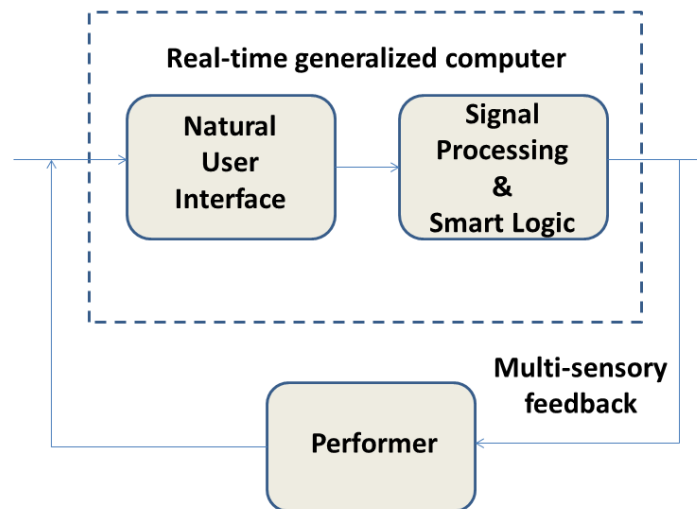 Real-time generalized computer
Natural
User
Interface
Signal
Processing
&
Smart Logic
Multi-sensory
feedback
Performer